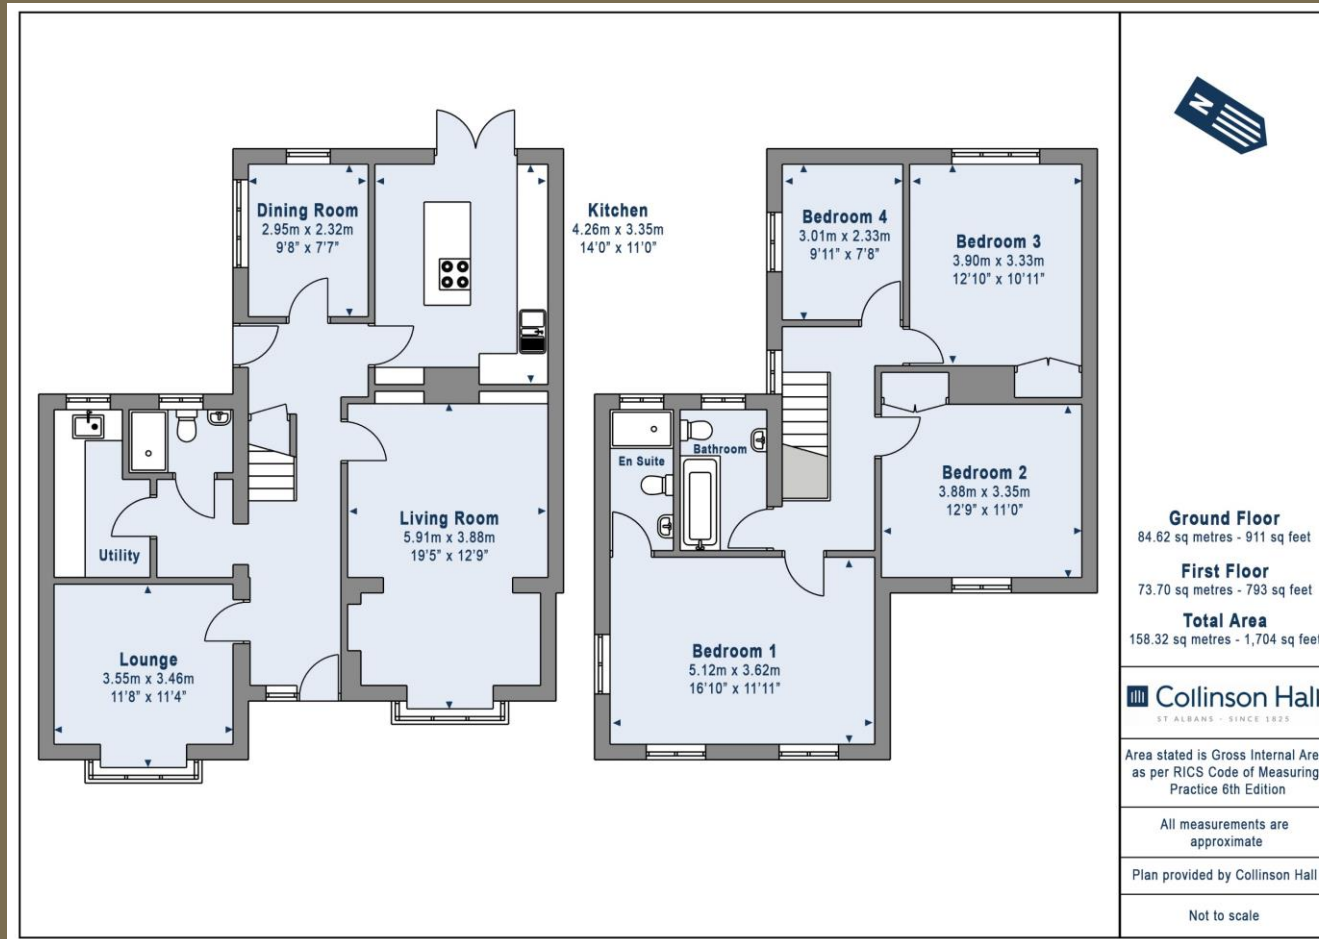 Dining Room
2.95m x 2.32m
9'8" x 7'7"
Kitchen
4.26m x 3.35m
14'0" x 11'0"
Utility
Living Room
5.91m x 3.88m
19'5" x 12'9"
Lounge
3.55m x 3.46m
11'8" x 11'4"
Bedroom 4
3.01m x 2.33m
9'11" x 7'8"
Bedroom 3
3.90m x 3.33m
12'10" x 10'11"
En Suite
Bathroom
Bedroom 2
3.88m x 3.35m
12'9" x 11'0"
Bedroom 1
5.12m x 3.62m
16'10" x 11'11"
N
Ground Floor
84.62 sq metres - 911 sq feet
First Floor
73.70 sq metres - 793 sq feet
Total Area
158.32 sq metres - 1,704 sq feet
Collinson Hall
ST ALBANS - SINCE 1825
Area stated is Gross Internal Are
as per RICS Code of Measuring
Practice 6th Edition
All measurements are
approximate
Plan provided by Collinson Hall
Not to scale